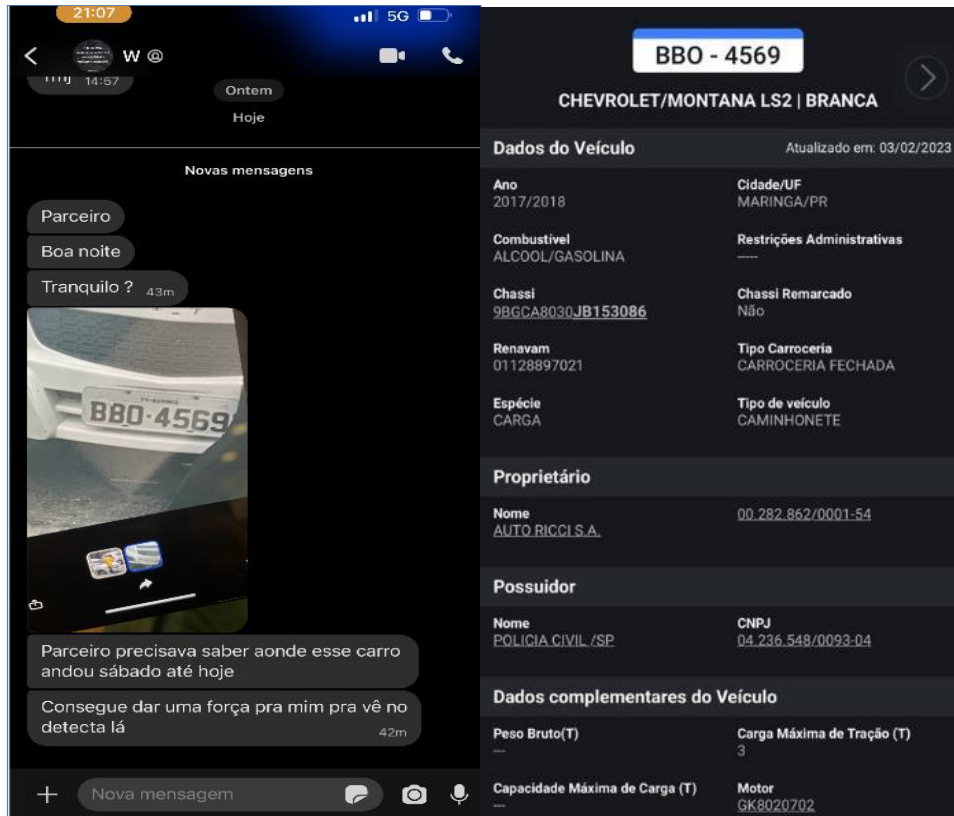 21:07
5G
W @
14:57
Ontem
Hoje
Novas mensagens
Parceiro
Boa noite
Tranquilo ? 43m
BBO-4569
Parceiro precisava saber aonde esse carro
andou sábado até hoje
Consegue dar uma força pra mim pra vê no
detecta lá
42m
Nova mensagem
BBO - 4569
CHEVROLET/MONTANA LS2 | BRANCA
Dados do Veículo Atualizado em: 03/02/2023
Ano Cidade/UF
2017/2018 MARINGA/PR
Combustível Restrições Administrativas
ALCOOL/GASOLINA ----
Chassi Chassi Remarcado
9BGCA8030JB153086 Não
Renavam Tipo Carroceria
01128897021 CARROCERIA FECHADA
Espécie Tipo de veículo
CARGA CAMINHONETE
Proprietário
Nome 00.282.862/0001-54
AUTO RICCI S.A.
Possuidor
Nome CNPJ
POLICIA CIVIL /SP 04.236.548/0093-04
Dados complementares do Veículo
Peso Bruto(T) Carga Máxima de Tração (T)
--- 3
Capacidade Máxima de Carga (T) Motor
--- GK8020702